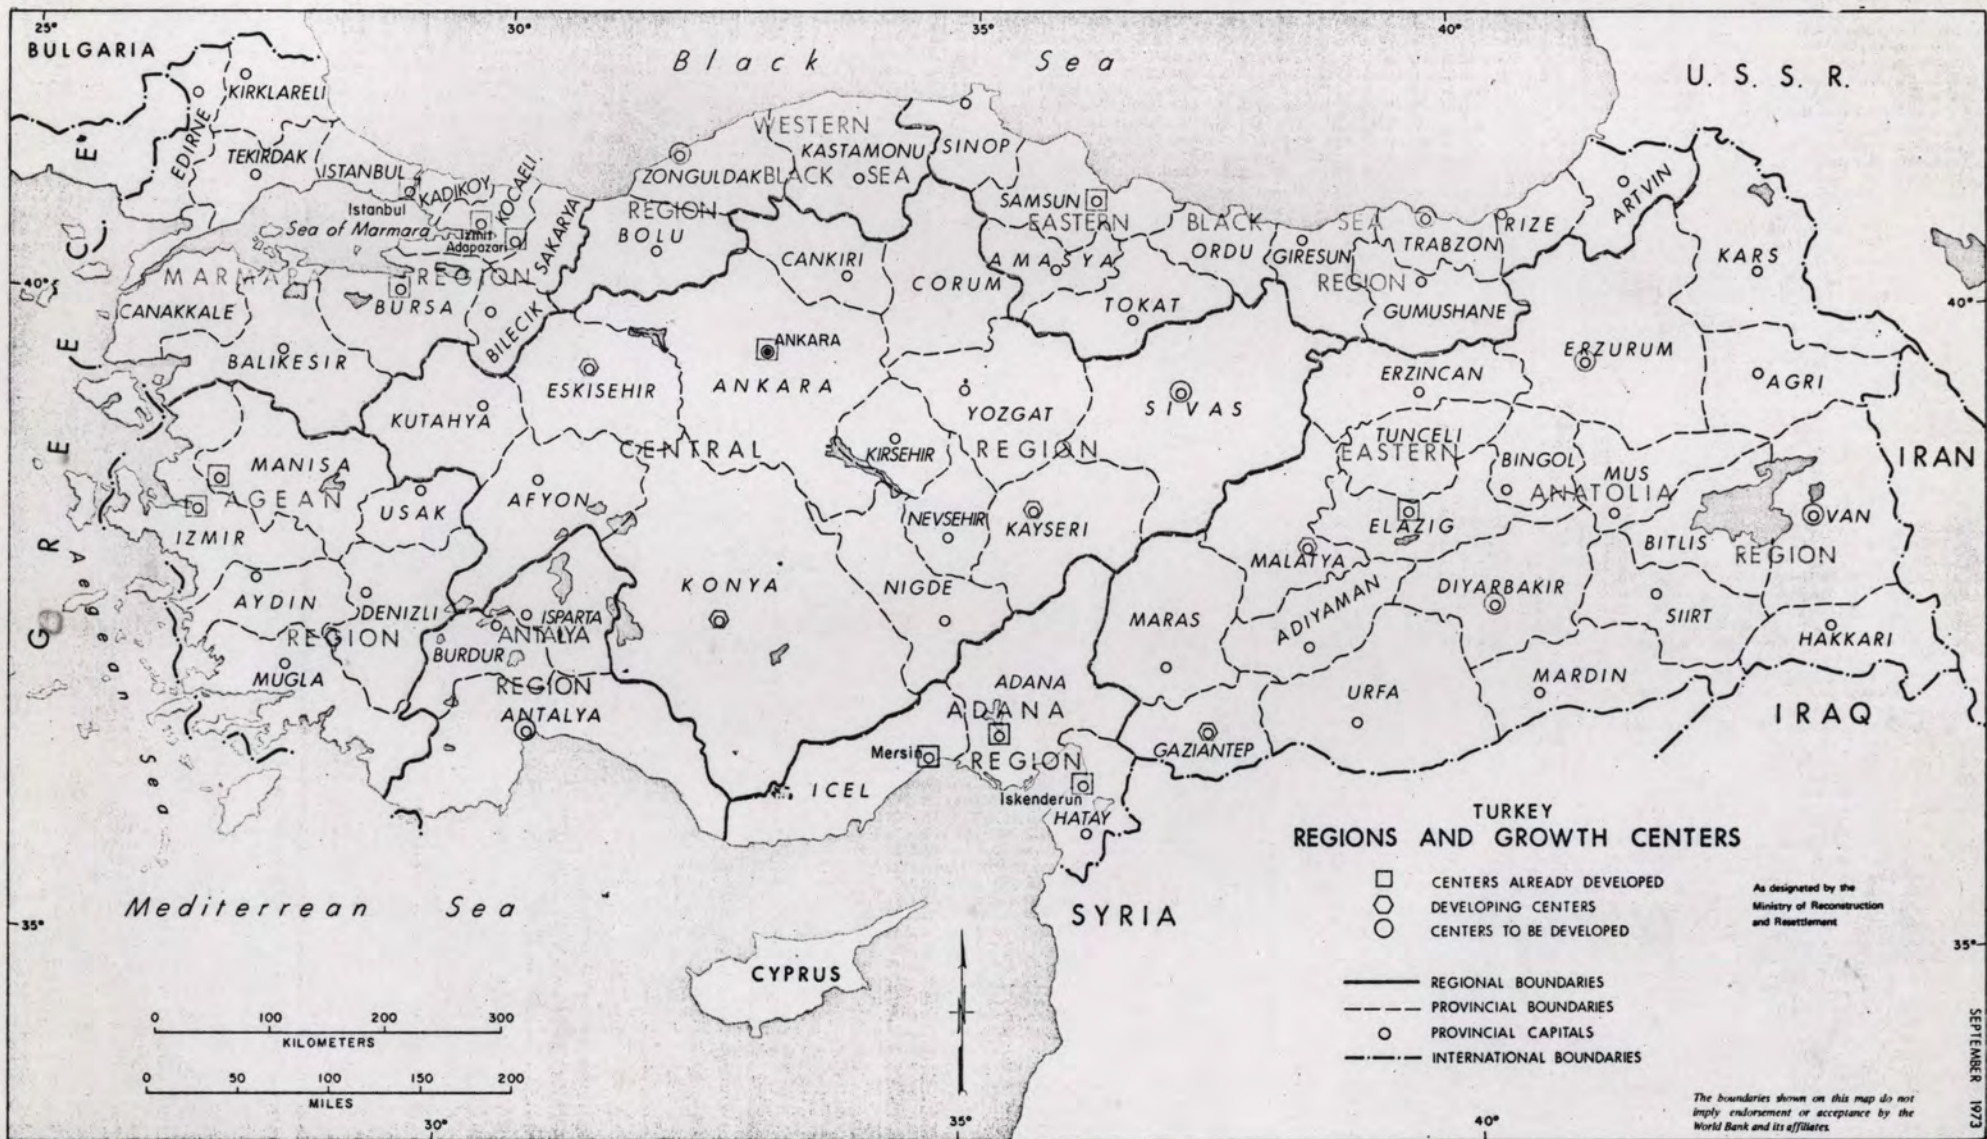 25°
30°
35°
40°
BULGARIA
Black Sea
U. S. S. R.
KIRKLARELI
EDIRNE
TEKIRDAK
ISTANBUL
KADIKOY
KOCAELI
Istanbul
Sea of Marmara
Izmit
Adapazari
SAKARYA
WESTERN
KASTAMONU
SINOP
ZONGULDAK
BLACK
SEA
REGION
BOLU
SAMSUN
EASTERN
BLACK
SEA
RIZE
ARTVIN
ORDU
GIRESUN
TRABZON
REGION
KARS
CANKIRI
CORUM
AMASYA
TOKAT
GUMUSHANE
40°
MARMARA
REGION
40°
CANAKKALE
BURSA
BILECIK
BALIKESIR
GREECE
ANKARA
ESKISEHIR
ANKARA
YOZGAT
SIVAS
ERZINCAN
ERZURUM
AGRI
KUTAHYA
CENTRAL
KIRSEHIR
REGION
TUNCELI
EASTERN
BINGOL
MUS
ANATOLIA
IRAN
MANISA
AGEAN
USAK
AFYON
NEVSEHIR
KAYSERI
ELAZIG
VAN
IZMIR
BITLIS
REGION
MALATYA
Aegean Sea
AYDIN
DENIZLI
REGION
ISPARTA
ANTALYA
KONYA
NIGDE
MARAS
ADIYAMAN
DIYARBAKIR
SIIRT
HAKKARI
MUGLA
BURDUR
REGION
ANTALYA
ADANA
ADANA
URFA
MARDIN
IRAQ
Mersin
REGION
GAZIANTEP
ICEL
Iskenderun
HATAY
Mediterrean Sea
SYRIA
CYPRUS
35°
35°
TURKEY
REGIONS AND GROWTH CENTERS
CENTERS ALREADY DEVELOPED
DEVELOPING CENTERS
CENTERS TO BE DEVELOPED
As designated by the
Ministry of Reconstruction
and Resettlement
REGIONAL BOUNDARIES
PROVINCIAL BOUNDARIES
PROVINCIAL CAPITALS
INTERNATIONAL BOUNDARIES
0 100 200 300
KILOMETERS
0 50 100 150 200
MILES
30°
35°
40°
The boundaries shown on this map do not
imply endorsement or acceptance by the
World Bank and its affiliates.
SEPTEMBER 1973